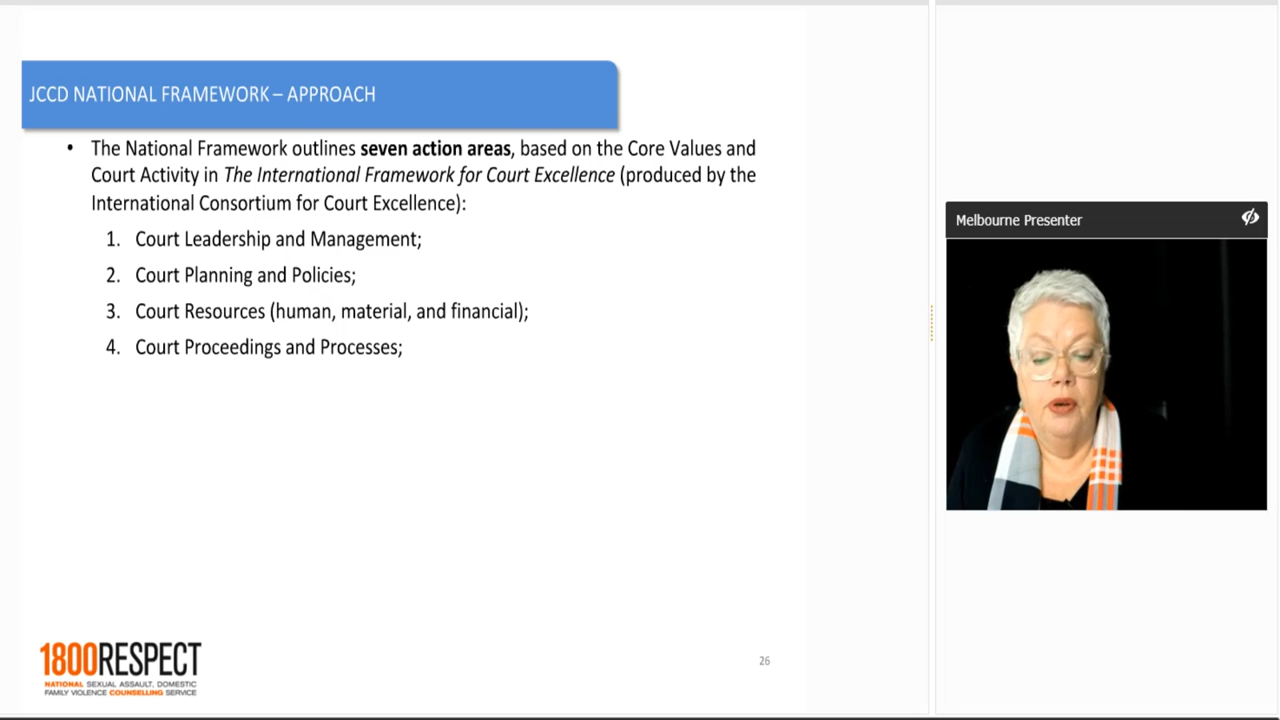 JCCD NATIONAL FRAMEWORK – APPROACH
• The National Framework outlines seven action areas, based on the Core Values and
Court Activity in The International Framework for Court Excellence (produced by the
International Consortium for Court Excellence):
1. Court Leadership and Management;
2. Court Planning and Policies;
3. Court Resources (human, material, and financial);
4. Court Proceedings and Processes;
1800RESPECT
NATIONAL SEXUAL ASSAULT, DOMESTIC
FAMILY VIOLENCE COUNSELLING SERVICE
26
Melbourne Presenter